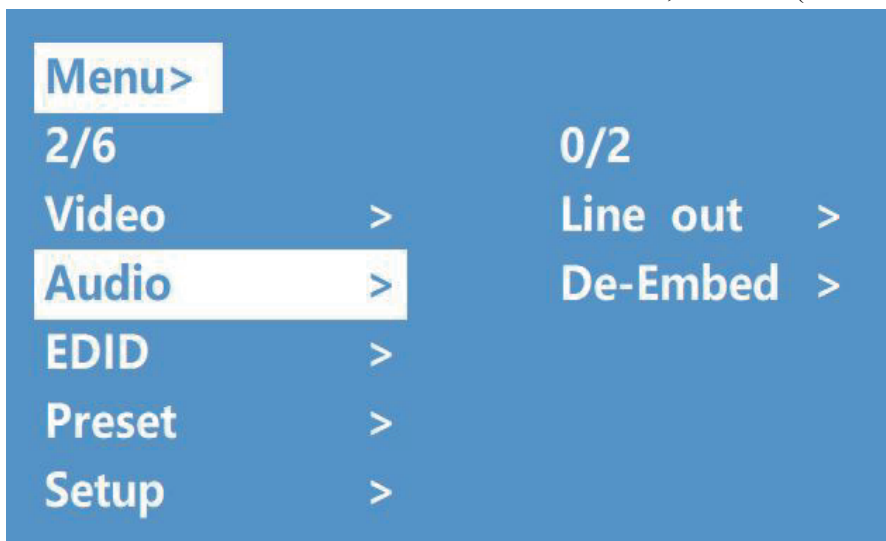 Menu>
2/6 0/2
Video > Line out >
Audio > De-Embed >
EDID >
Preset >
Setup >